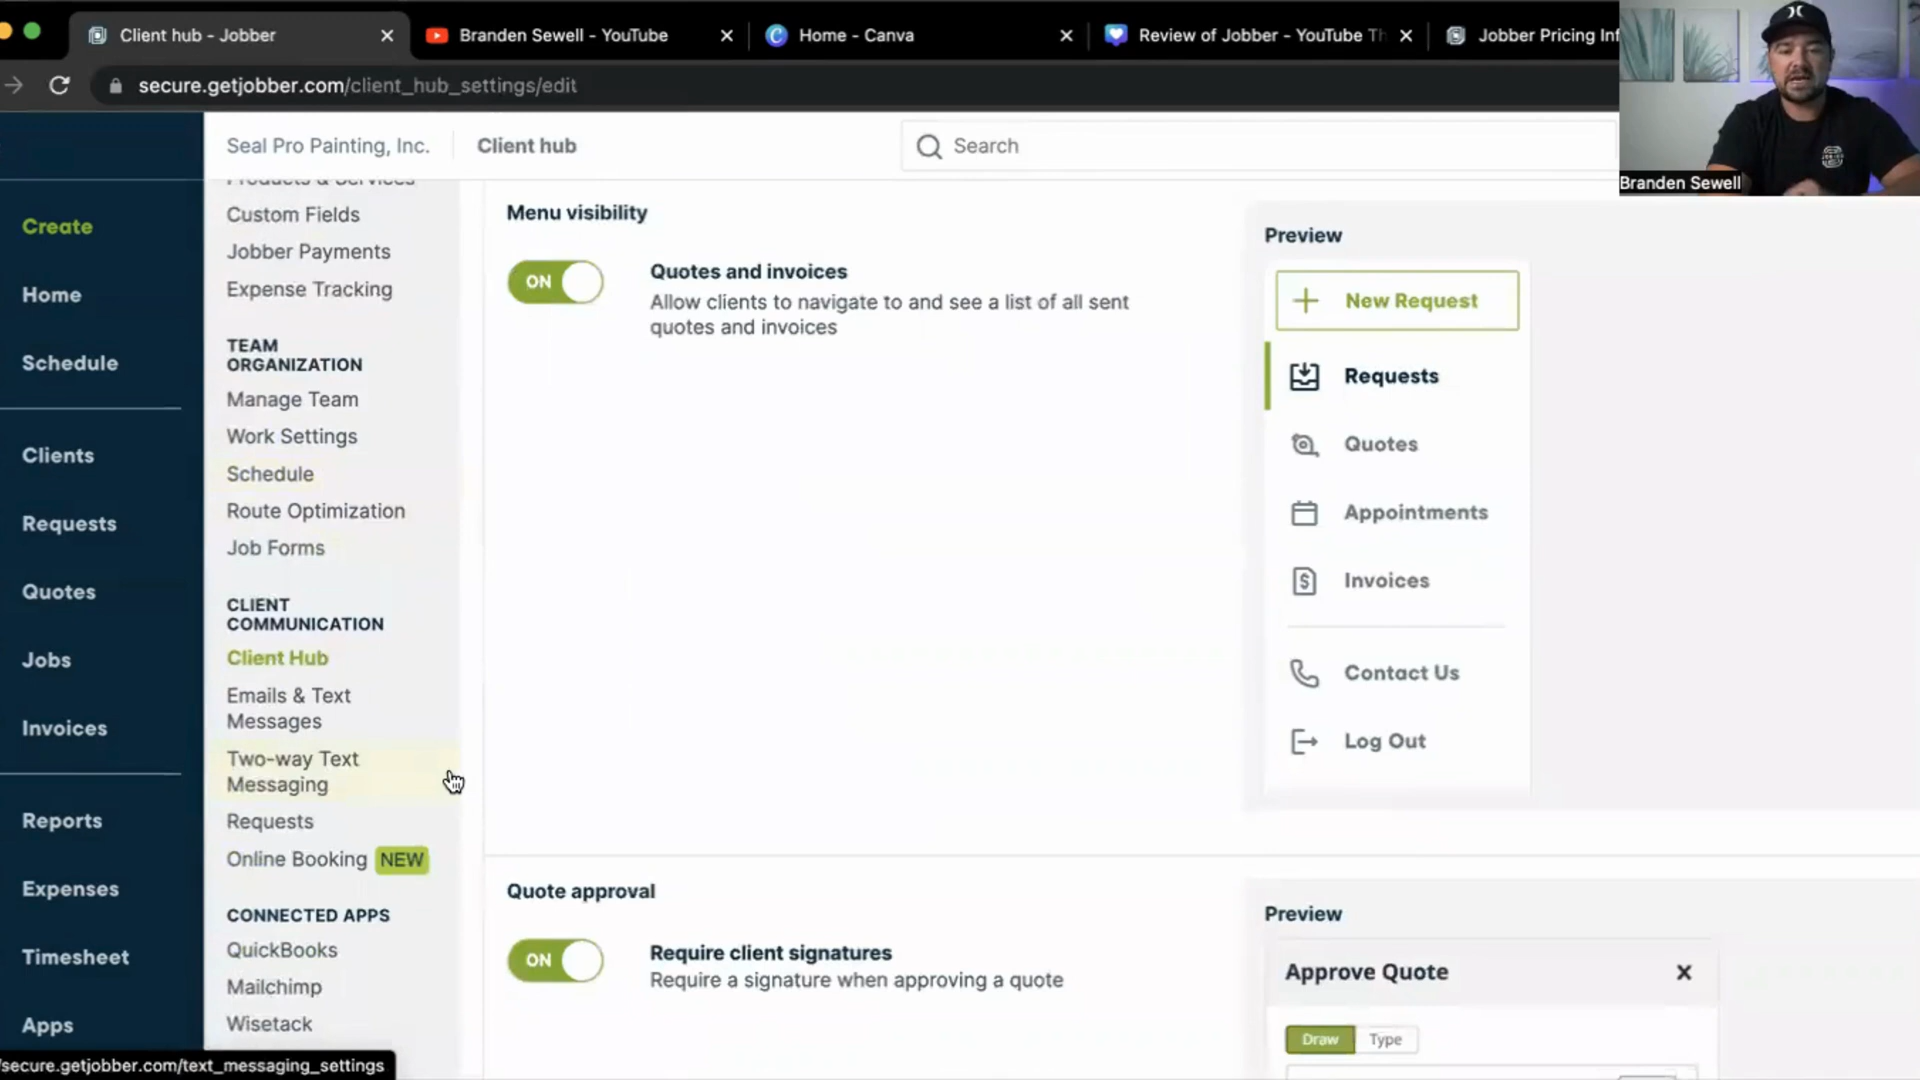 Client hub - Jobber
Branden Sewell - YouTube
Home - Canva
Review of Jobber - YouTube Th
Jobber Pricing Inf
secure.getjobber.com/client_hub_settings/edit
Branden Sewell
Seal Pro Painting, Inc.
Client hub
Search
Create
Home
Schedule
Clients
Requests
Quotes
Jobs
Invoices
Reports
Expenses
Timesheet
Apps
Products & Services
Custom Fields
Jobber Payments
Expense Tracking
TEAM
ORGANIZATION
Manage Team
Work Settings
Schedule
Route Optimization
Job Forms
CLIENT
COMMUNICATION
Client Hub
Emails & Text
Messages
Two-way Text
Messaging
Requests
Online Booking NEW
CONNECTED APPS
QuickBooks
Mailchimp
Wisetack
Menu visibility
ON
Quotes and invoices
Allow clients to navigate to and see a list of all sent
quotes and invoices
Preview
New Request
Requests
Quotes
Appointments
Invoices
Contact Us
Log Out
Quote approval
ON
Require client signatures
Require a signature when approving a quote
Preview
Approve Quote
Draw Type
/secure.getjobber.com/text_messaging_settings